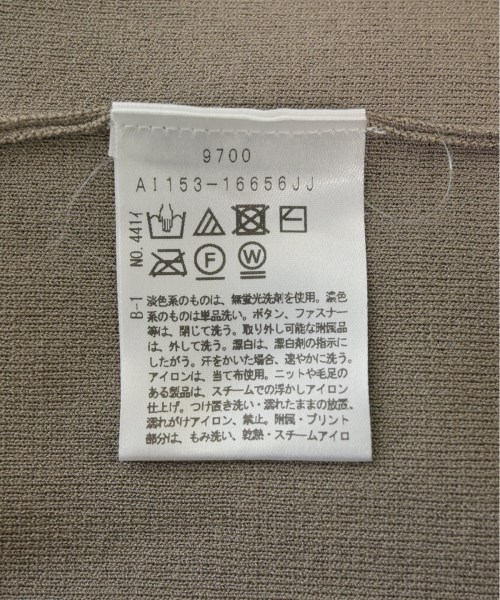 9700
AI153-16656JJ
NO.441イ
B-1
F
W
淡色系のものは、無蛍光洗剤を使用。濃色
系のものは単品洗い。ボタン、ファスナー
等は、閉じて洗う。取り外し可能な附属品
は、外して洗う。漂白は、漂白剤の指示に
したがう。汗をかいた場合、速やかに洗う。
アイロンは、当て布使用。ニットや毛足の
ある製品は、スチームでの浮かしアイロン
仕上げ。つけ置き洗い・濡れたままの放置、
濡れがけアイロン、禁止。附属・プリント
部分は、もみ洗い、乾熱・スチームアイロ